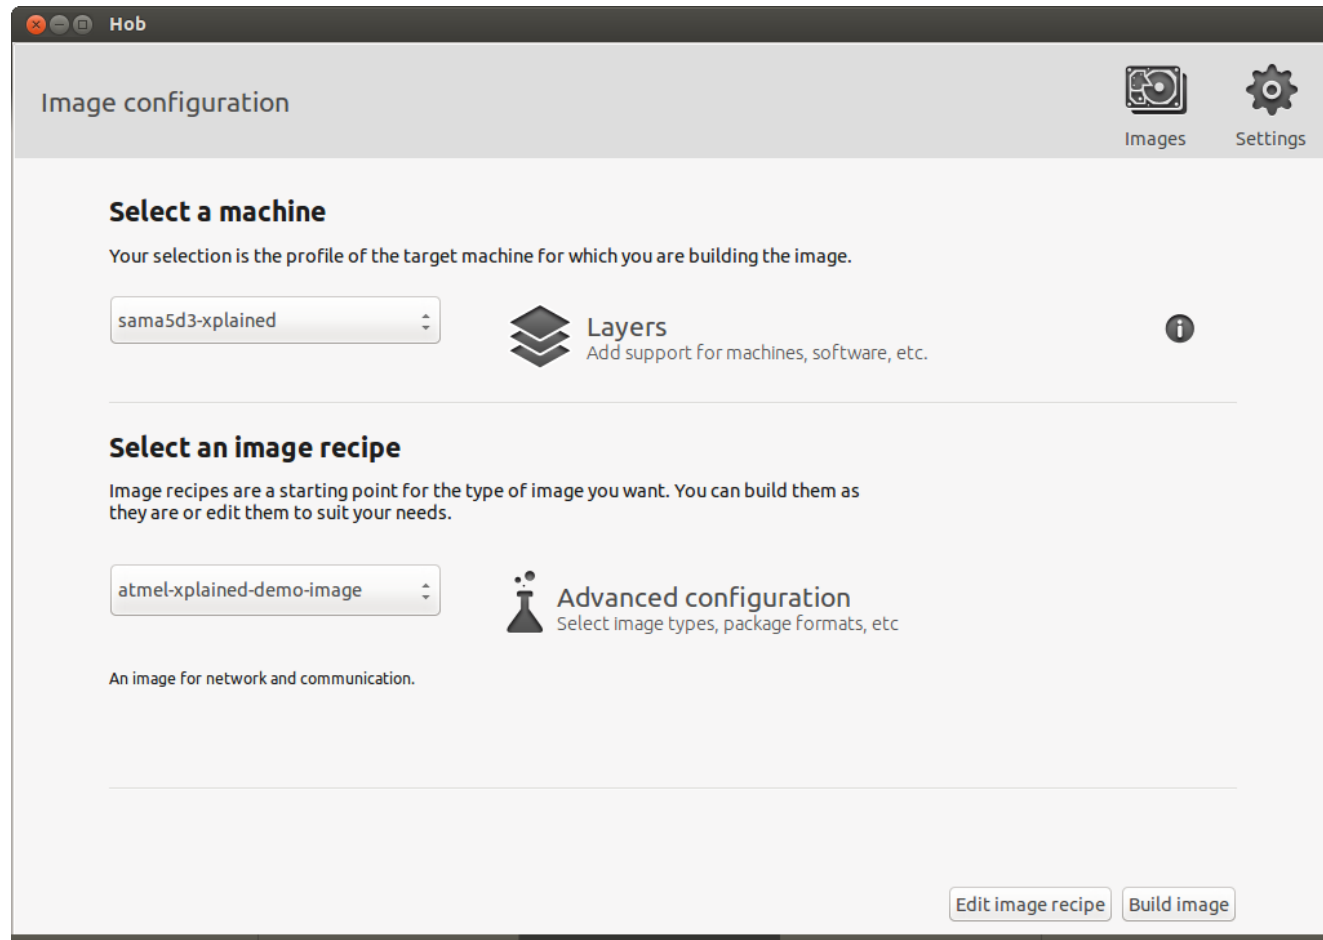 Hob
Image configuration
Images
Settings
Select a machine
Your selection is the profile of the target machine for which you are building the image.
sama5d3-xplained
Layers
Add support for machines, software, etc.
Select an image recipe
Image recipes are a starting point for the type of image you want. You can build them as
they are or edit them to suit your needs.
atmel-xplained-demo-image
Advanced configuration
Select image types, package formats, etc
An image for network and communication.
Edit image recipe
Build image